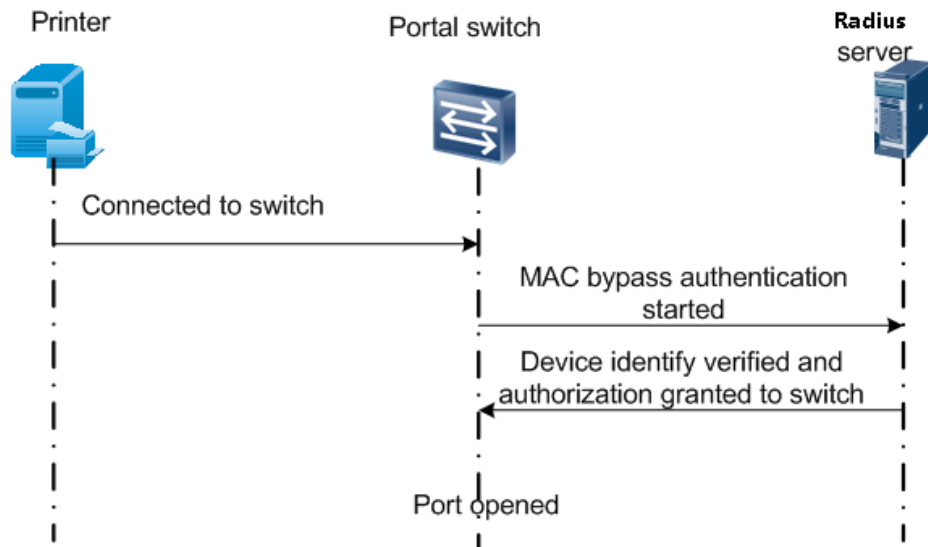 Printer
Portal switch
Radius
server
Connected to switch
MAC bypass authentication
started
Device identify verified and
authorization granted to switch
Port opened